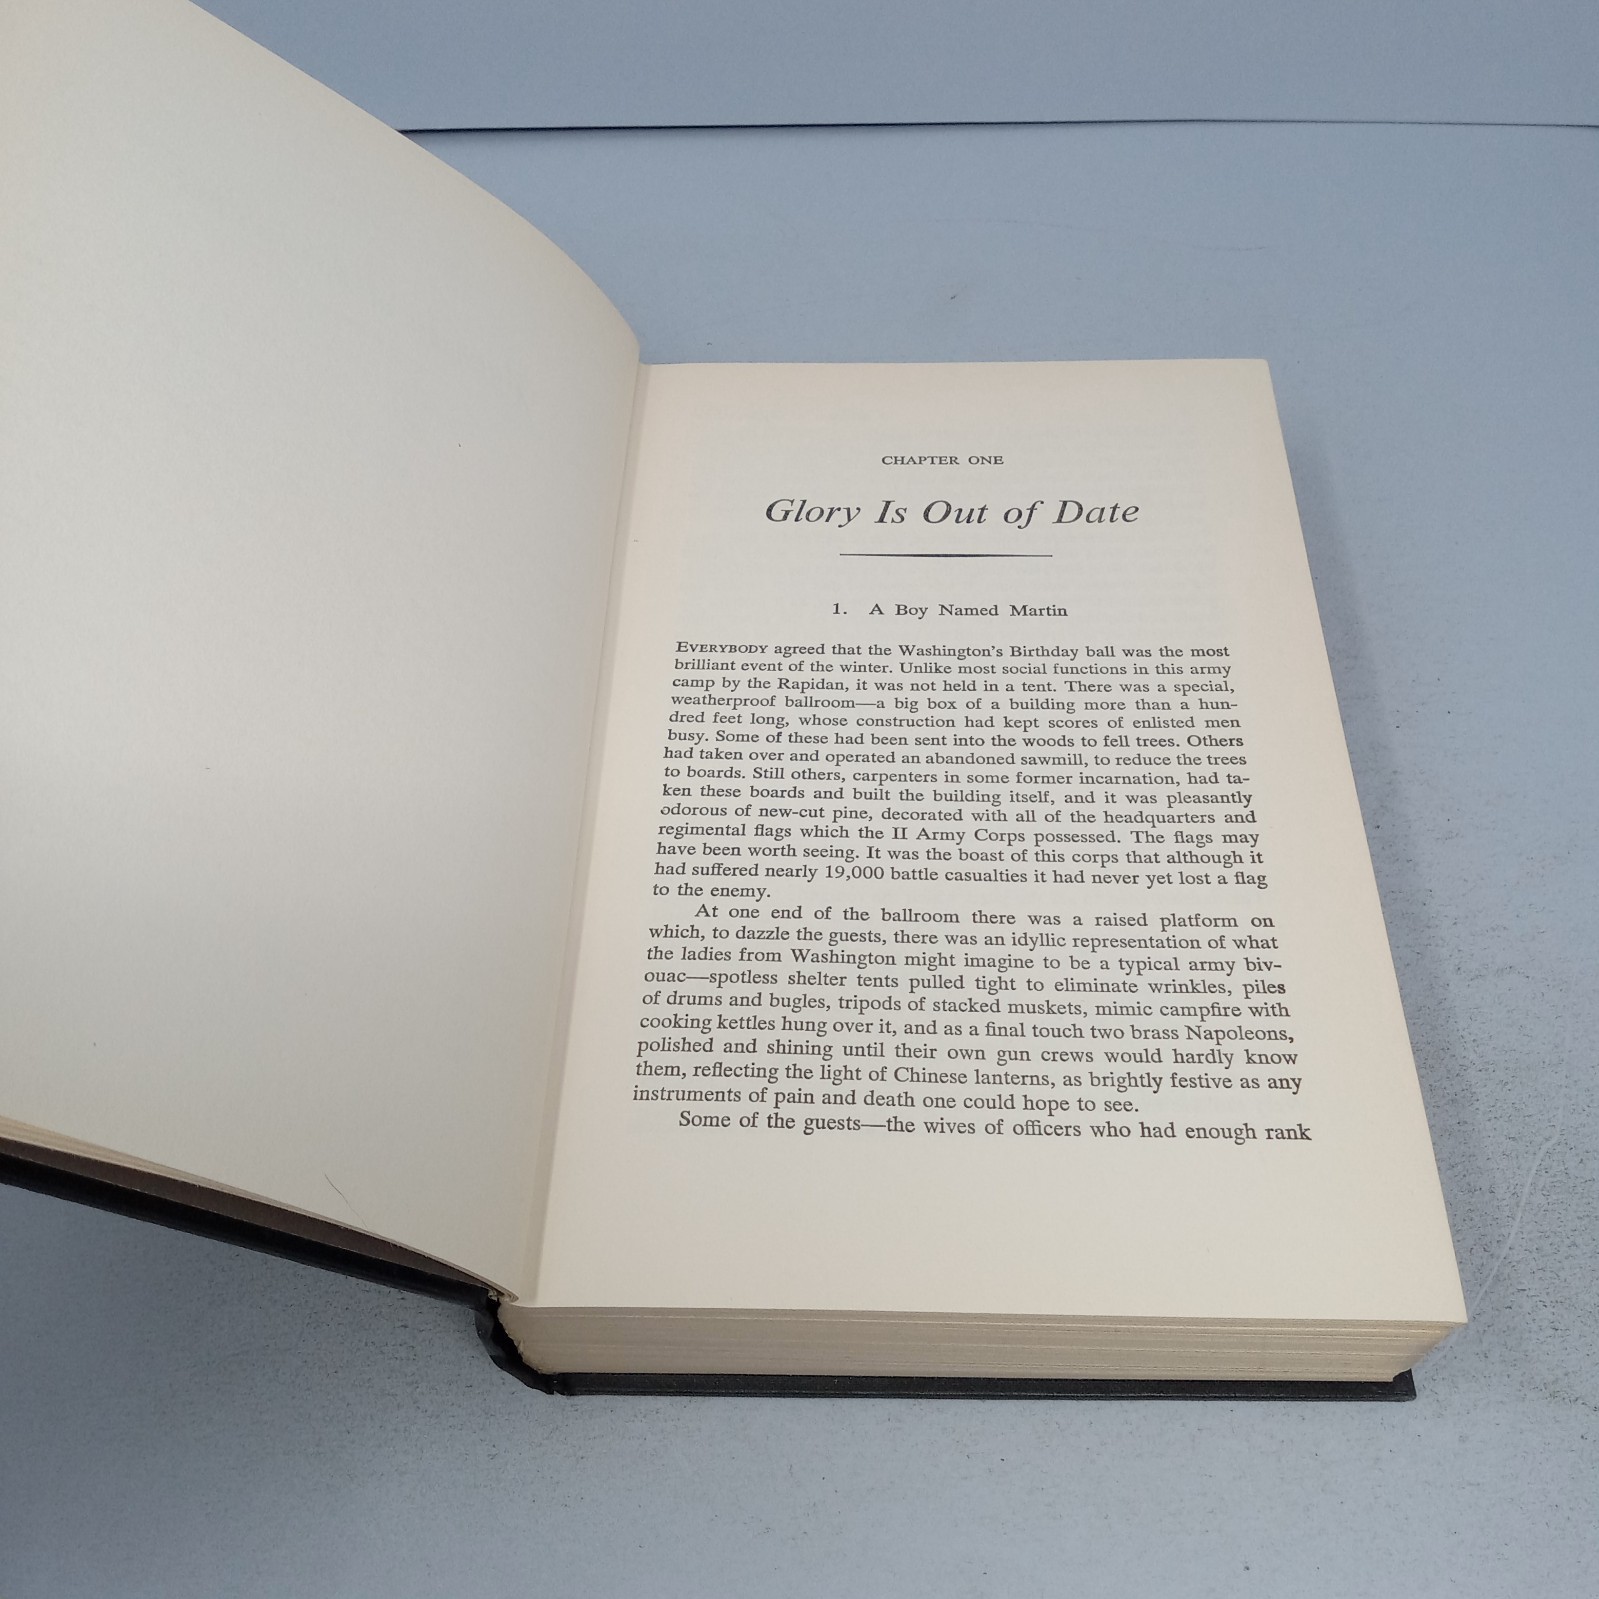 CHAPTER ONE
Glory Is Out of Date
1. A Boy Named Martin
EVERYBODY agreed that the Washington's Birthday ball was the most
brilliant event of the winter. Unlike most social functions in this army
camp by the Rapidan, it was not held in a tent. There was a special,
weatherproof ballroom—a big box of a building more than a hun-
dred feet long, whose construction had kept scores of enlisted men
busy. Some of these had been sent into the woods to fell trees. Others
had taken over and operated an abandoned sawmill, to reduce the trees
to boards. Still others, carpenters in some former incarnation, had ta-
ken these boards and built the building itself, and it was pleasantly
odorous of new-cut pine, decorated with all of the headquarters and
regimental flags which the II Army Corps possessed. The flags may
have been worth seeing. It was the boast of this corps that although it
had suffered nearly 19,000 battle casualties it had never yet lost a flag
to the enemy.
At one end of the ballroom there was a raised platform on
which, to dazzle the guests, there was an idyllic representation of what
the ladies from Washington might imagine to be a typical army biv-
ouac—spotless shelter tents pulled tight to eliminate wrinkles, piles
of drums and bugles, tripods of stacked muskets, mimic campfire with
cooking kettles hung over it, and as a final touch two brass Napoleons,
polished and shining until their own gun crews would hardly know
them, reflecting the light of Chinese lanterns, as brightly festive as any
instruments of pain and death one could hope to see.
Some of the guests—the wives of officers who had enough rank